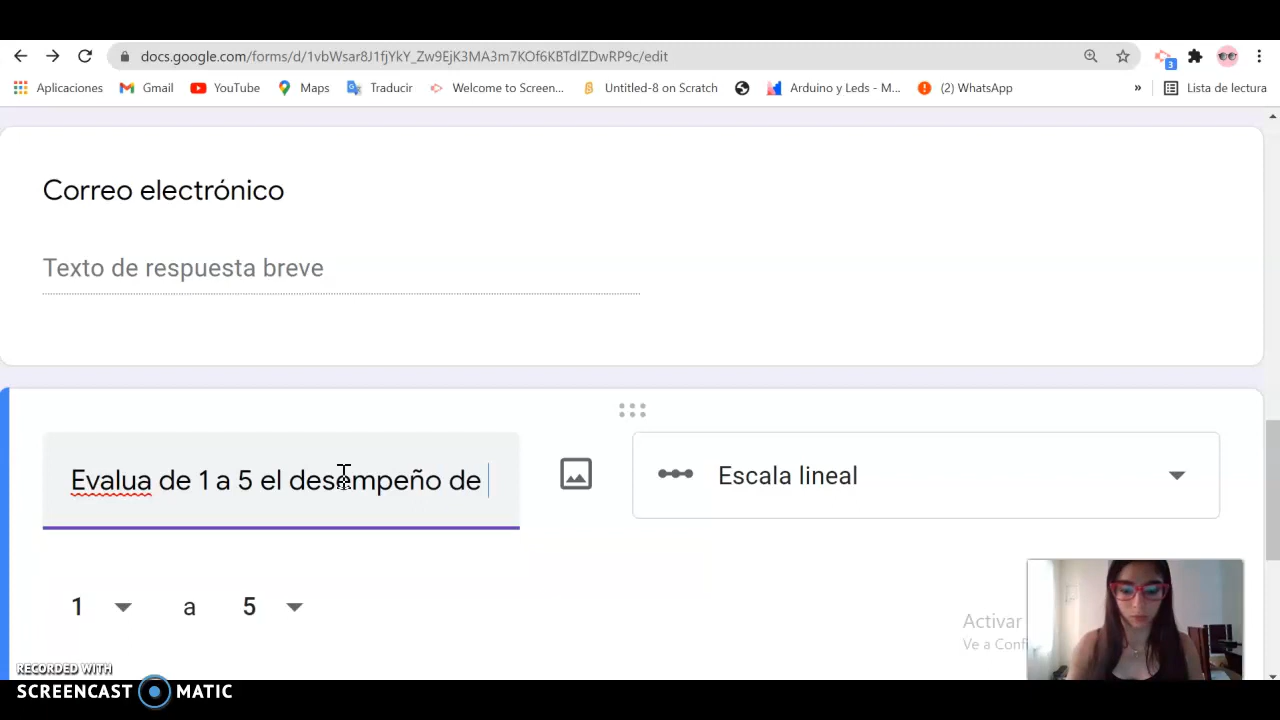 docs.google.com/forms/d/1vbWsar8J1fjYkY_Zw9EjK3MA3m7KOf6KBTdlZDwRP9c/edit
3
Aplicaciones Gmail YouTube Maps Traducir Welcome to Screen... Untitled-8 on Scratch Arduino y Leds - M... (2) WhatsApp » Lista de lectura
Correo electrónico
Texto de respuesta breve
Evalua de 1 a 5 el desempeño de
Escala lineal
1 a 5
Activar
Ve a Conf
RECORDED WITH
SCREENCAST MATIC